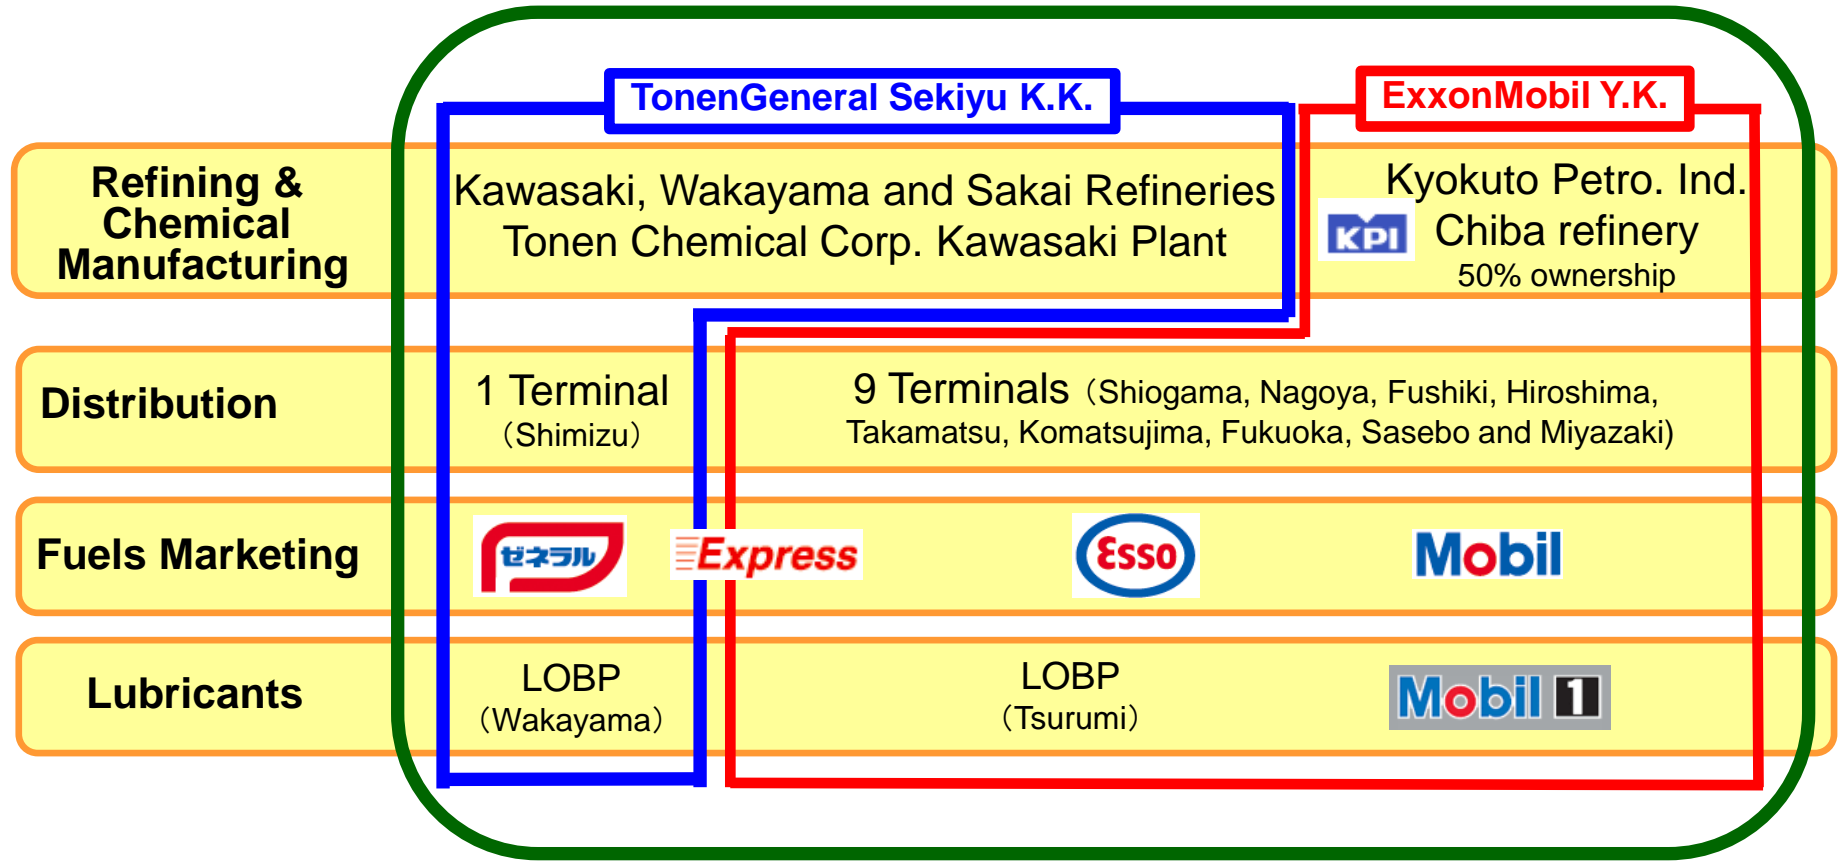 TonenGeneral Sekiyu K.K.
ExxonMobil Y.K.
Refining &
Chemical
Manufacturing
Kawasaki, Wakayama and Sakai Refineries
Tonen Chemical Corp. Kawasaki Plant
Kyokuto Petro. Ind.
KPI
Chiba refinery
50% ownership
Distribution
1 Terminal
（Shimizu）
9 Terminals（Shiogama, Nagoya, Fushiki, Hiroshima,
Takamatsu, Komatsujima, Fukuoka, Sasebo and Miyazaki)
Fuels Marketing
ゼネラル
Express
Esso
Mobil
Lubricants
LOBP
（Wakayama）
LOBP
（Tsurumi）
Mobil 1